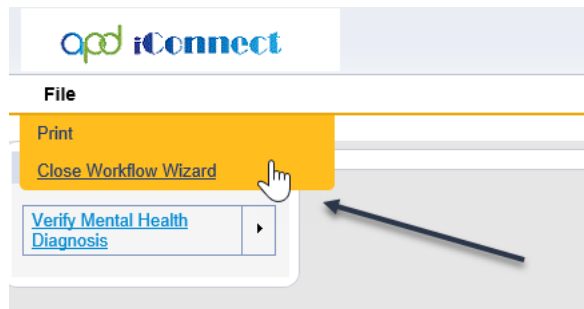 apd iConnect
File
Print
Close Workflow Wizard
Verify Mental Health
Diagnosis